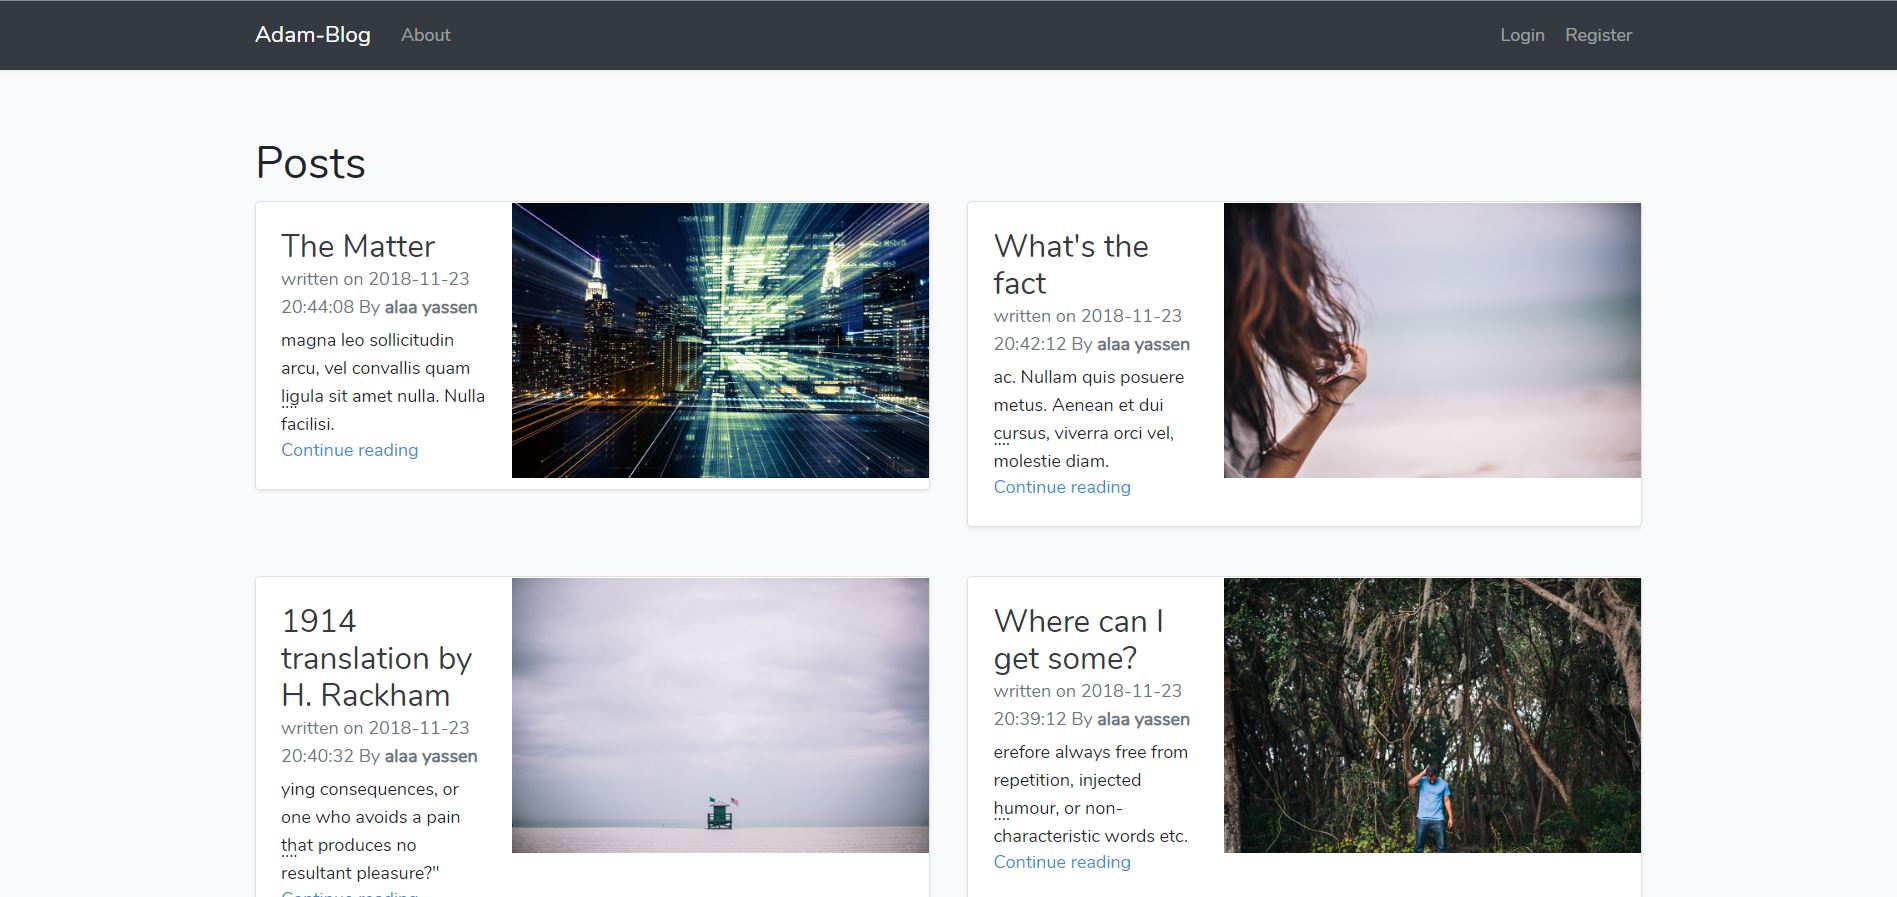 Adam-Blog About Login Register
Posts
The Matter
written on 2018-11-23
20:44:08 By alaa yassen
magna leo sollicitudin
arcu, vel convallis quam
ligula sit amet nulla. Nulla
....
facilisi.
Continue reading
What's the
fact
written on 2018-11-23
20:42:12 By alaa yassen
ac. Nullam quis posuere
metus. Aenean et dui
cursus, viverra orci vel,
....
molestie diam.
Continue reading
1914
translation by
H. Rackham
written on 2018-11-23
20:40:32 By alaa yassen
ying consequences, or
one who avoids a pain
that produces no
....
resultant pleasure?"
Continue reading
Where can I
get some?
written on 2018-11-23
20:39:12 By alaa yassen
erefore always free from
repetition, injected
humour, or non-
....
characteristic words etc.
Continue reading